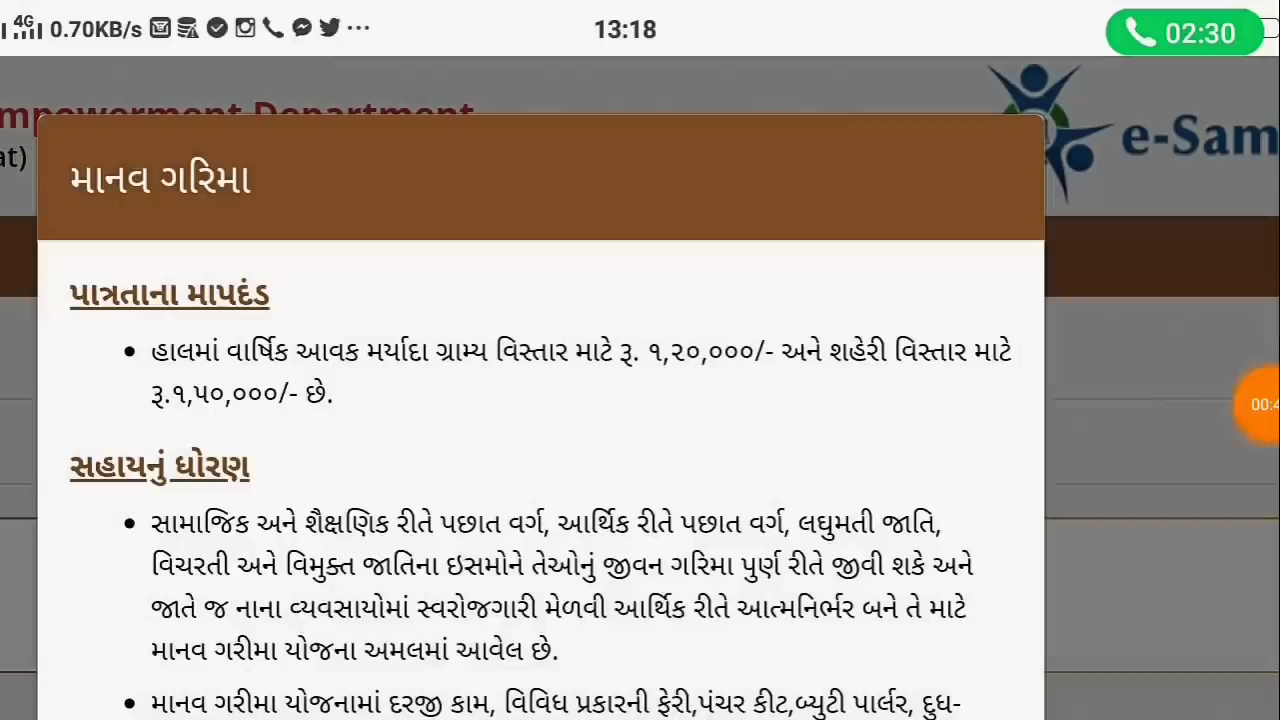 4G 0.70KB/s 13:18 02:30
mpowerment Department
at) e-Sam
માનવ ગરિમા
પાત્રતાના માપદંડ
• હાલમાં વાર્ષિક આવક મર્યાદા ગ્રામ્ય વિસ્તાર માટે રૂ. ૧,૨૦,૦૦૦/- અને શહેરી વિસ્તાર માટે
રૂ.૧,૫૦,૦૦૦/- છે.
00:4
સહાયનું ધોરણ
• સામાજિક અને શૈક્ષણિક રીતે પછાત વર્ગ, આર્થિક રીતે પછાત વર્ગ, લઘુમતી જાતિ,
વિચરતી અને વિમુક્ત જાતિના ઇસમોને તેઓનું જીવન ગરિમા પુર્ણ રીતે જીવી શકે અને
જાતે જ નાના વ્યવસાયોમાં સ્વરોજગારી મેળવી આર્થિક રીતે આત્મનિર્ભર બને તે માટે
માનવ ગરીમા યોજના અમલમાં આવેલ છે.
• માનવ ગરીમા યોજનામાં દરજી કામ, વિવિધ પ્રકારની ફેરી,પંચર કીટ,બ્યુટી પાર્લર, દુધ-